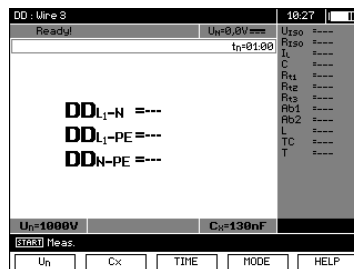 DD : Wire 3 10:27
Ready! UN=0,0V
tn=01:00
DDL1-N =---
DDL1-PE=---
DDN-PE=---
UISO =---
RISO =---
IL =---
C =---
Rt1 =---
Rt2 =---
Rt3 =---
Ab1 =---
Ab2 =---
L =---
TC =---
T =---
Un=1000V CX=130nF
START Meas.
Un Cx TIME MODE HELP